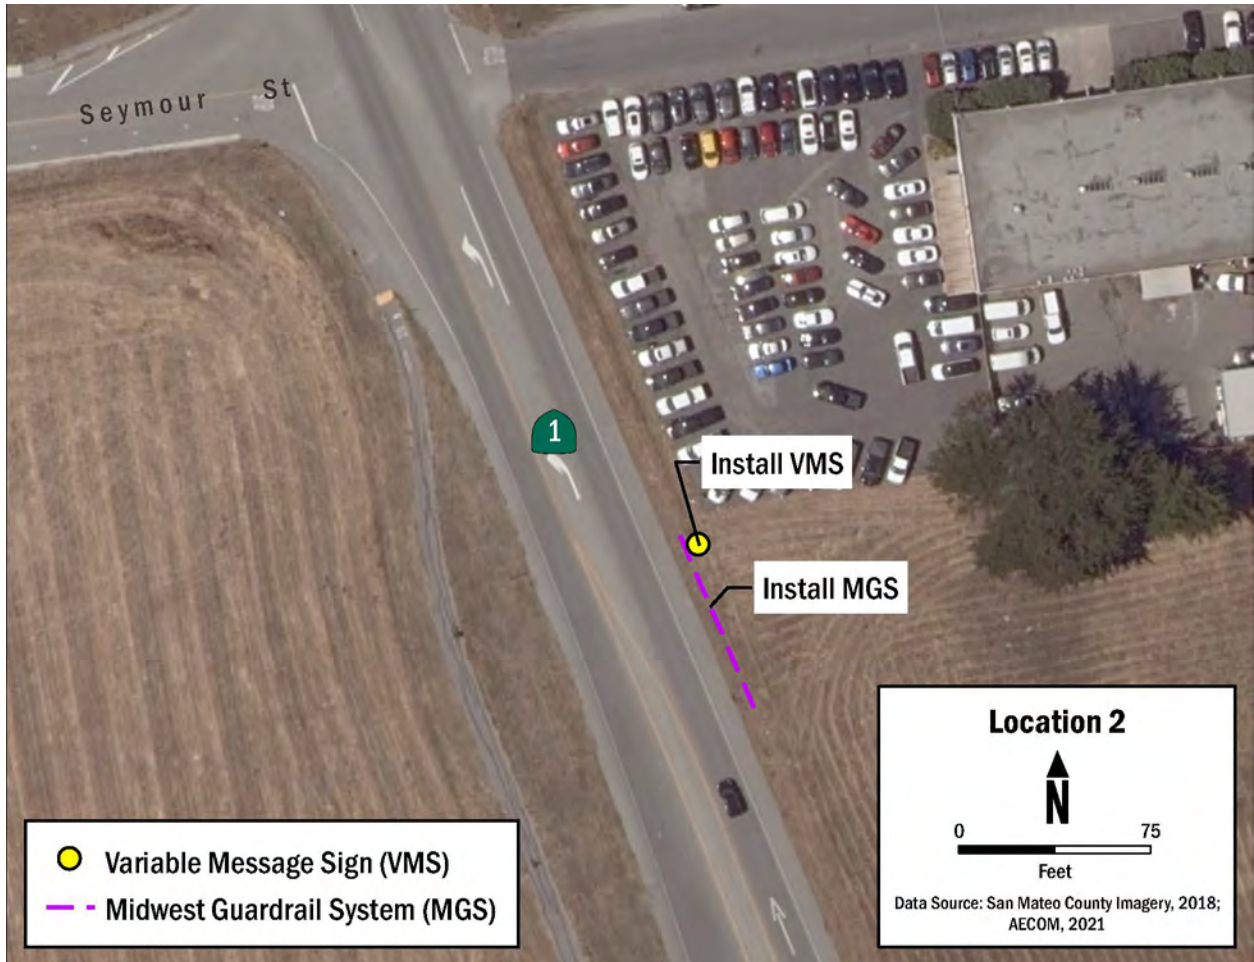 Seymour St
1
Install VMS
Install MGS
Location 2
N
0 75
Feet
Data Source: San Mateo County Imagery, 2018;
AECOM, 2021
Variable Message Sign (VMS)
Midwest Guardrail System (MGS)